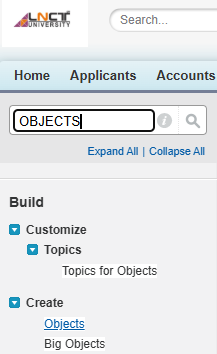 LNCT
UNIVERSITY
Search...
Home Applicants Accounts
OBJECTS
Expand All | Collapse All
Build
Customize
Topics
Topics for Objects
Create
Objects
Big Objects